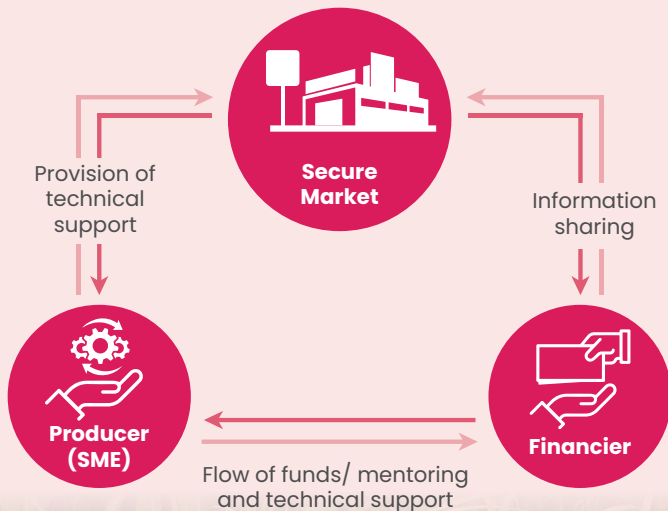 Secure
Market
Provision of
technical
support
Information
sharing
Producer
(SME)
Financier
Flow of funds/ mentoring
and technical support